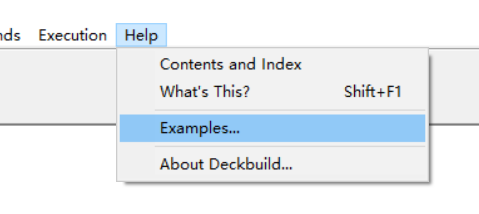 nds Execution Help
Contents and Index
What's This? Shift+F1
Examples...
About Deckbuild...